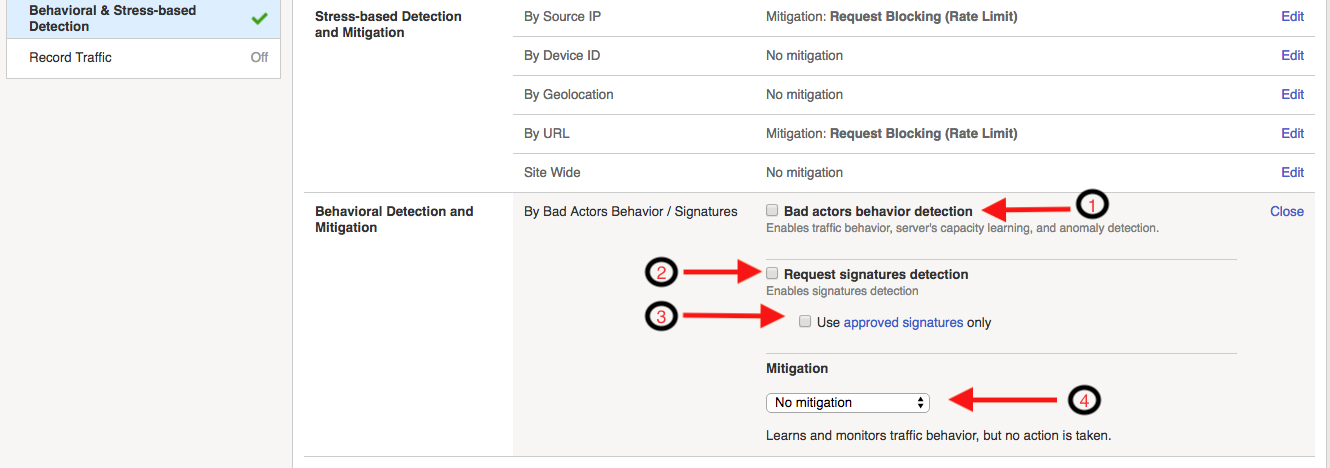 Behavioral & Stress-based
Detection
Record Traffic Off
Stress-based Detection
and Mitigation
By Source IP Mitigation: Request Blocking (Rate Limit) Edit
By Device ID No mitigation Edit
By Geolocation No mitigation Edit
By URL Mitigation: Request Blocking (Rate Limit) Edit
Site Wide No mitigation Edit
Behavioral Detection and
Mitigation
By Bad Actors Behavior / Signatures Bad actors behavior detection 1 Close
Enables traffic behavior, server's capacity learning, and anomaly detection.
2 Request signatures detection
Enables signatures detection
3 Use approved signatures only
Mitigation
No mitigation 4
Learns and monitors traffic behavior, but no action is taken.